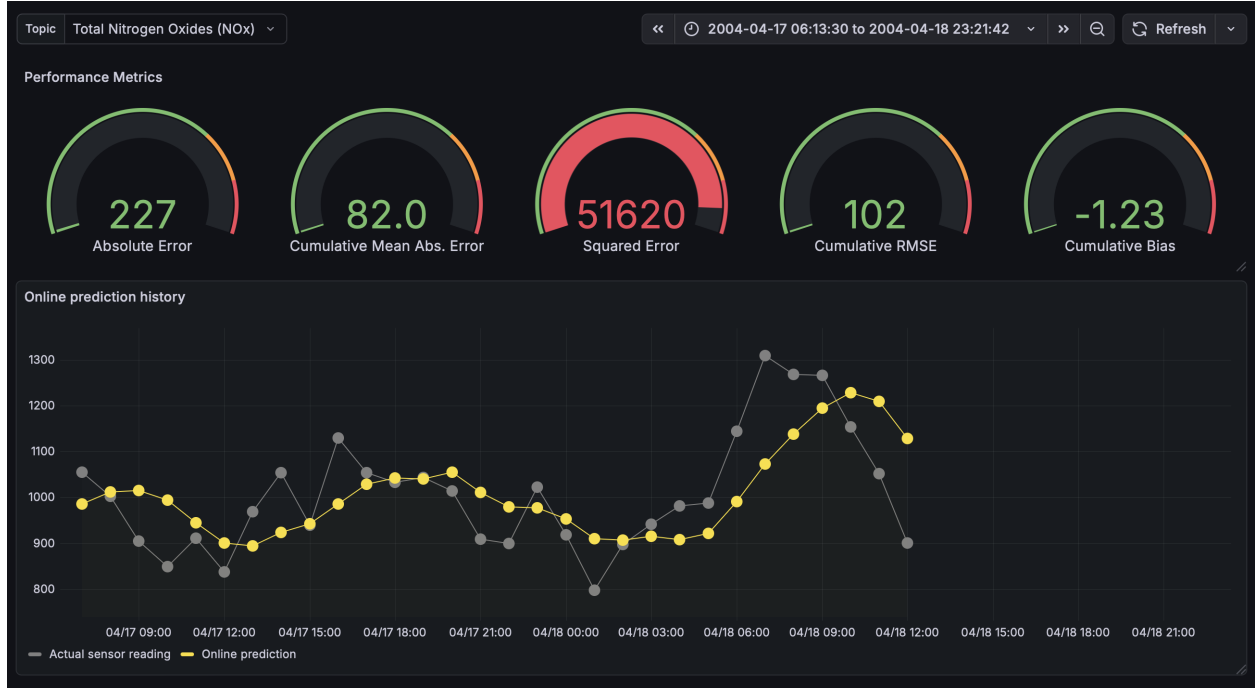 Topic Total Nitrogen Oxides (NOx) 2004-04-17 06:13:30 to 2004-04-18 23:21:42 Refresh
Performance Metrics
227 82.0 51620 102 -1.23
Absolute Error Cumulative Mean Abs. Error Squared Error Cumulative RMSE Cumulative Bias
Online prediction history
1300
1200
1100
1000
900
800
04/17 09:00 04/17 12:00 04/17 15:00 04/17 18:00 04/17 21:00 04/18 00:00 04/18 03:00 04/18 06:00 04/18 09:00 04/18 12:00 04/18 15:00 04/18 18:00 04/18 21:00
Actual sensor reading Online prediction